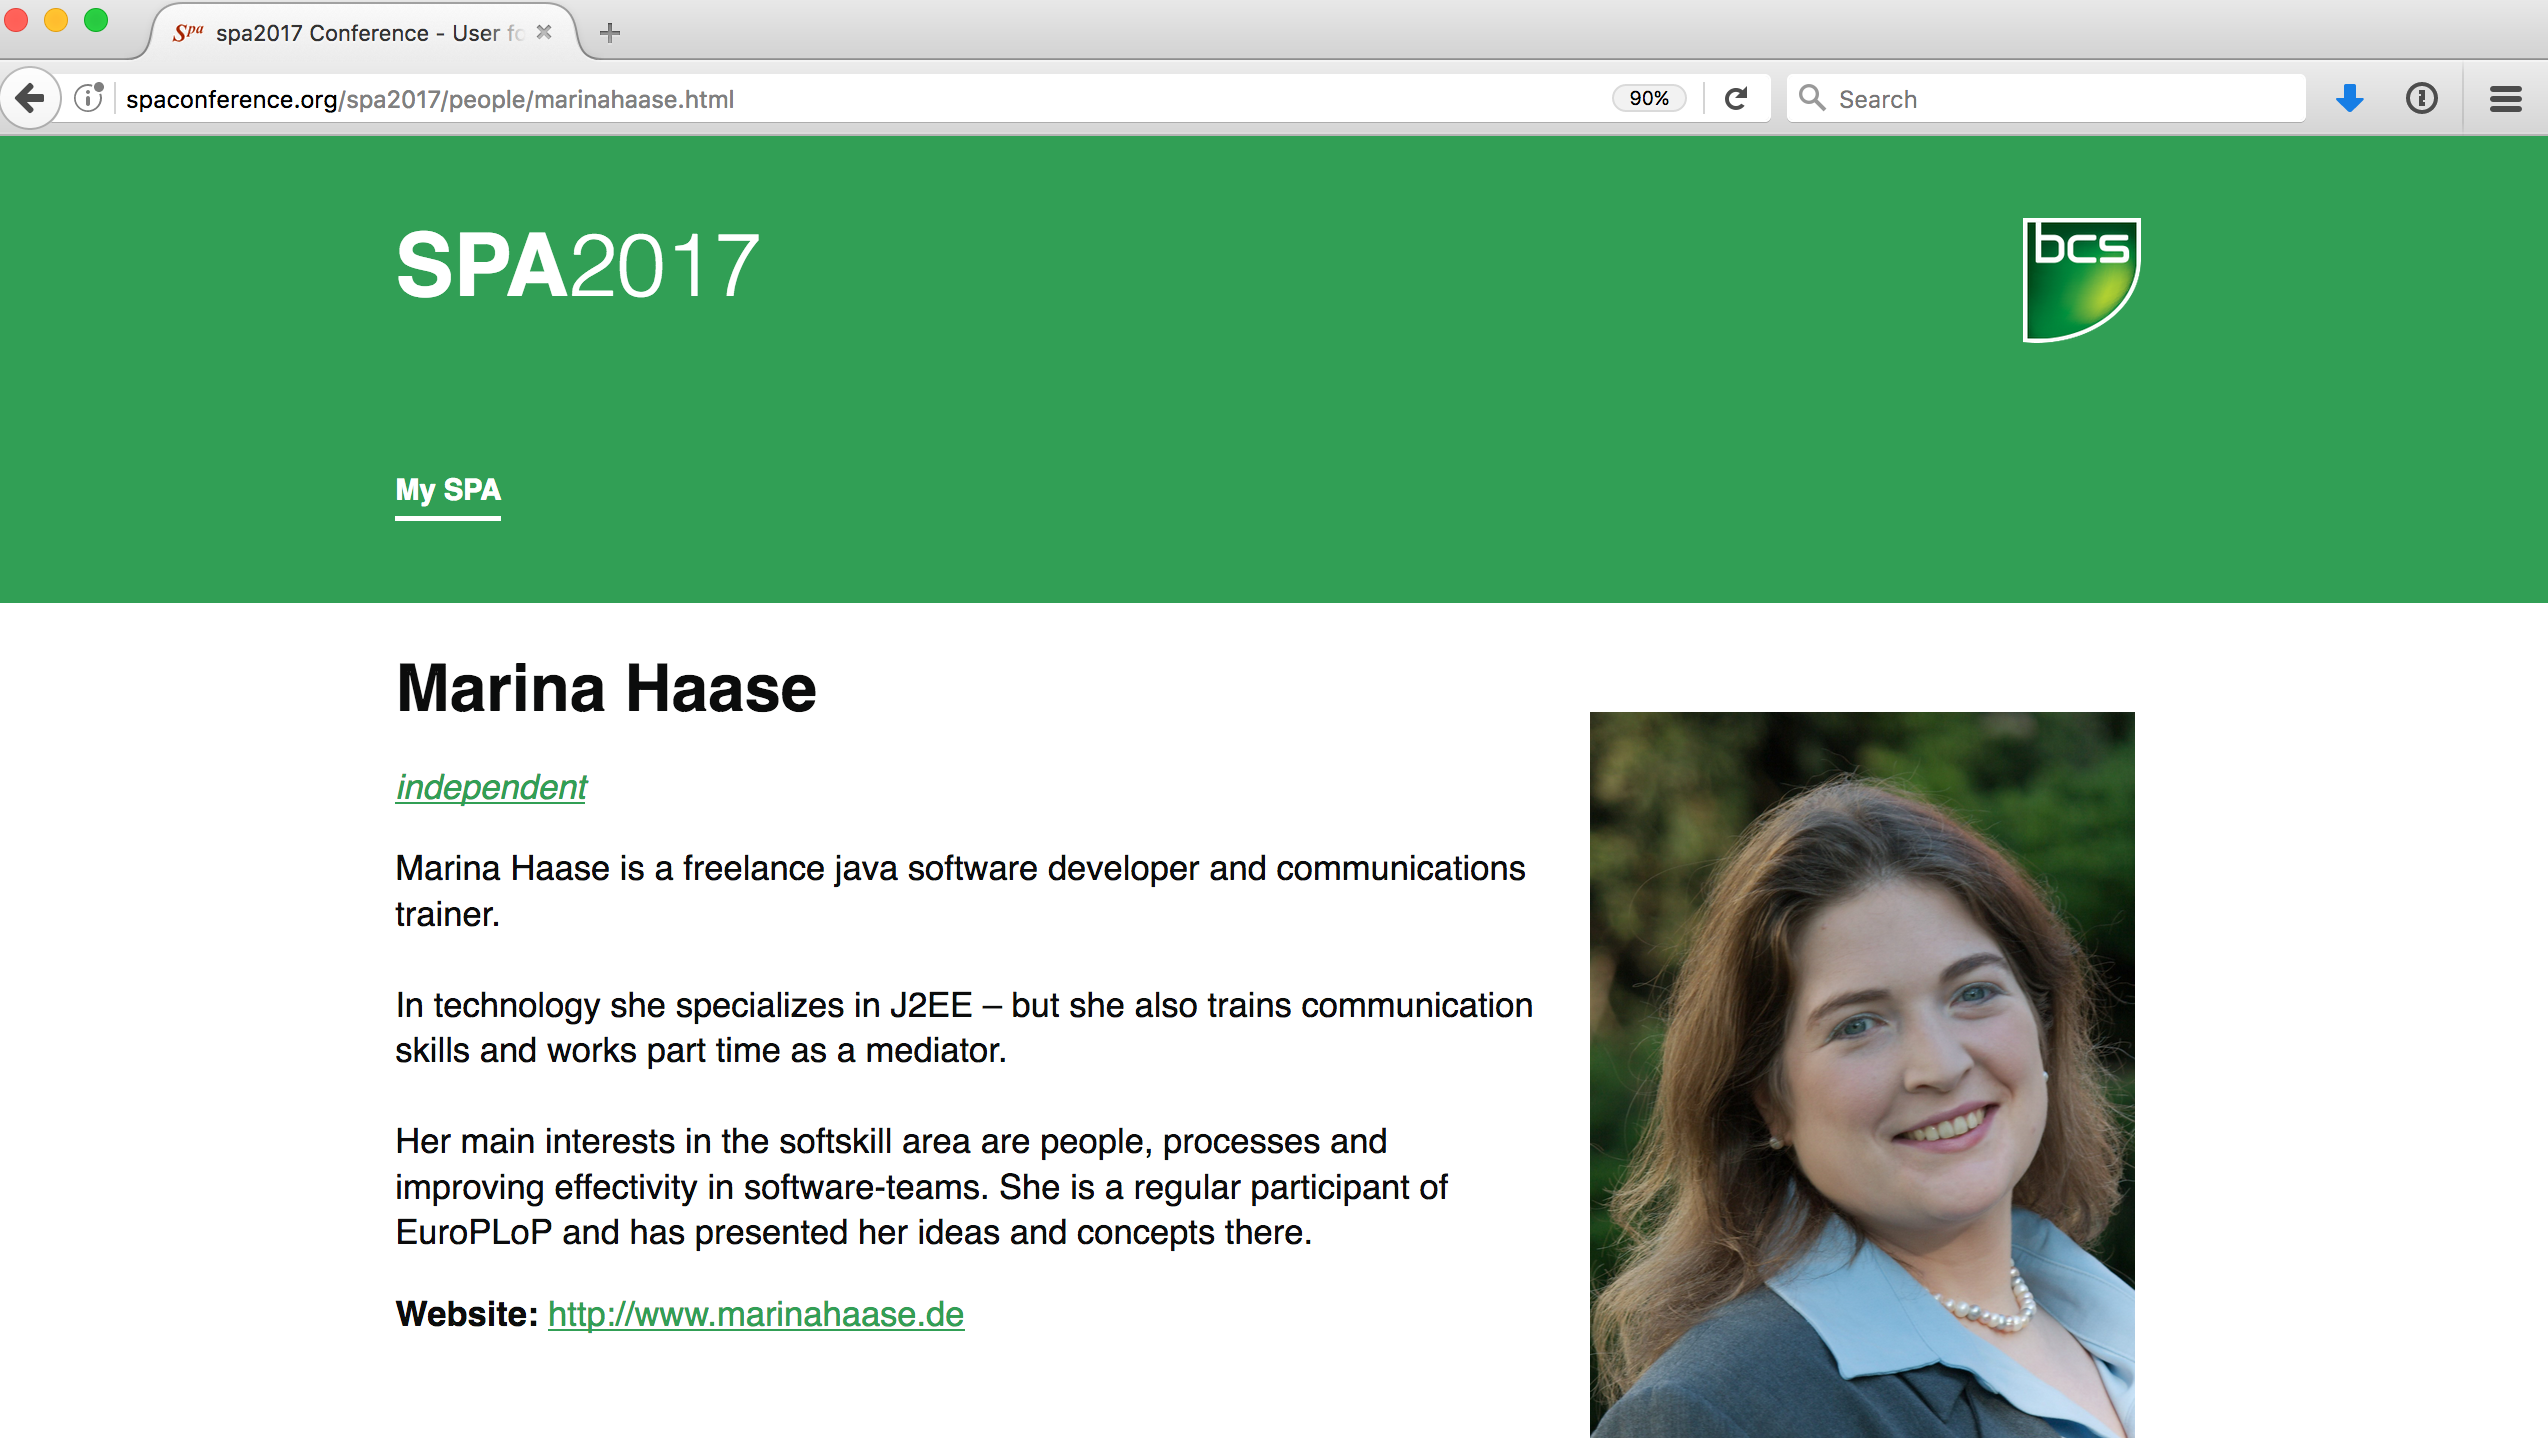 Spa spa2017 Conference - User fo
spaconference.org/spa2017/people/marinahaase.html 90% Search
SPA2017
bcs
My SPA
Marina Haase
independent
Marina Haase is a freelance java software developer and communications
trainer.
In technology she specializes in J2EE – but she also trains communication
skills and works part time as a mediator.
Her main interests in the softskill area are people, processes and
improving effectivity in software-teams. She is a regular participant of
EuroPLoP and has presented her ideas and concepts there.
Website: http://www.marinahaase.de